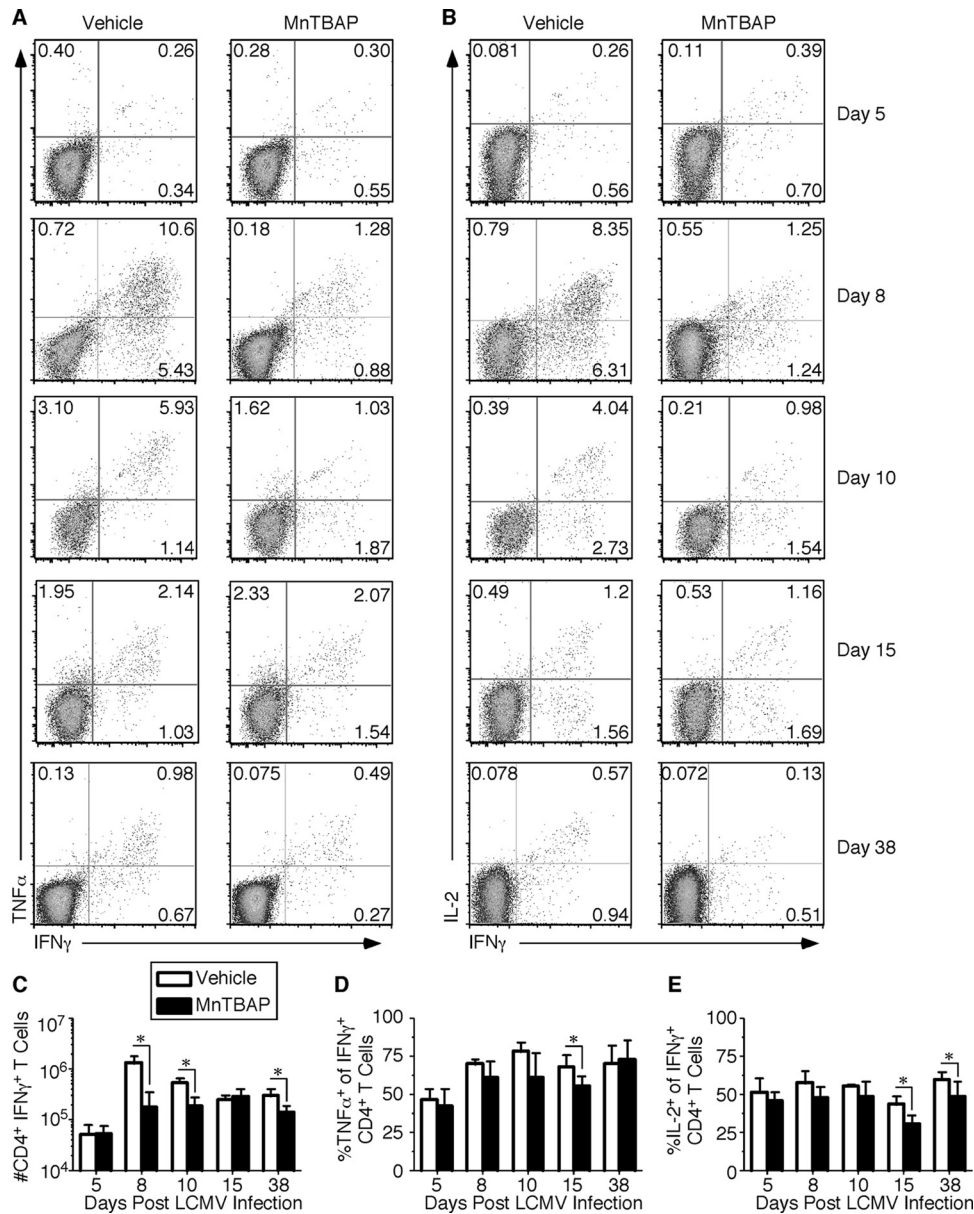 A
Vehicle
MnTBAP
B
Vehicle
MnTBAP
0.40 0.26
0.34
0.28 0.30
0.55
0.081 0.26
0.56
0.11 0.39
0.70
Day 5
0.72 10.6
5.43
0.18 1.28
0.88
0.79 8.35
6.31
0.55 1.25
1.24
Day 8
3.10 5.93
1.14
1.62 1.03
1.87
0.39 4.04
2.73
0.21 0.98
1.54
Day 10
1.95 2.14
1.03
2.33 2.07
1.54
0.49 1.2
1.56
0.53 1.16
1.69
Day 15
0.13 0.98
0.67
0.075 0.49
0.27
0.078 0.57
0.94
0.072 0.13
0.51
Day 38
TNFα
IFNγ
IL-2
IFNγ
C
Vehicle
MnTBAP
#CD4⁺ IFNγ⁺ T Cells
10⁷
10⁶
10⁵
10⁴
* * *
5 8 10 15 38
Days Post LCMV Infection
D
%TNFα⁺ of IFNγ⁺
CD4⁺ T Cells
100
75
50
25
0
*
5 8 10 15 38
Days Post LCMV Infection
E
%IL-2⁺ of IFNγ⁺
CD4⁺ T Cells
100
75
50
25
0
* *
5 8 10 15 38
Days Post LCMV Infection